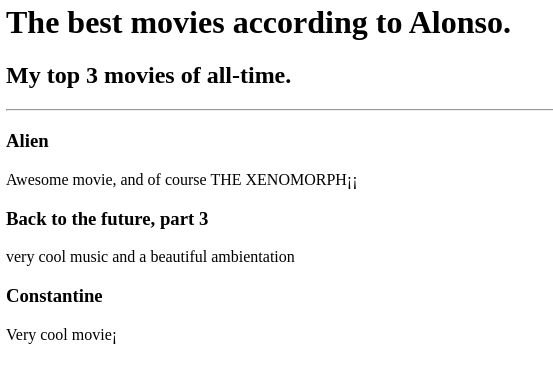 The best movies according to Alonso.
My top 3 movies of all-time.
Alien
Awesome movie, and of course THE XENOMORPH¡¡
Back to the future, part 3
very cool music and a beautiful ambientation
Constantine
Very cool movie¡